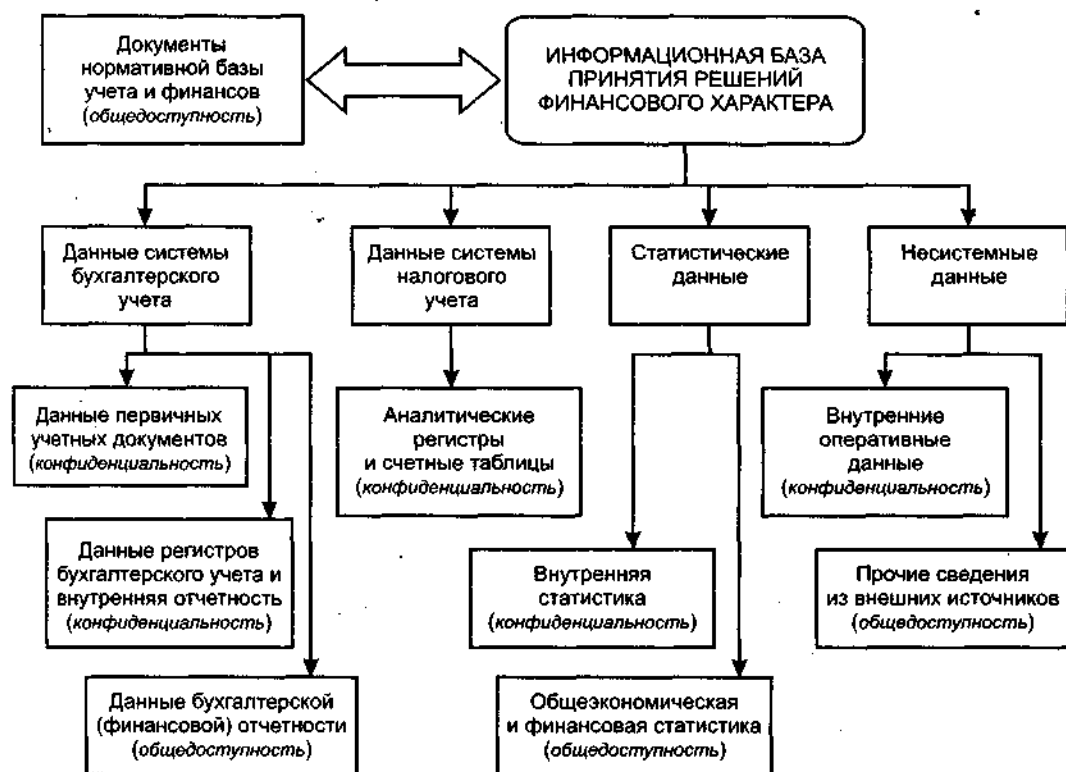 Документы
нормативной базы
учета и финансов
(общедоступность)
ИНФОРМАЦИОННАЯ БАЗА
ПРИНЯТИЯ РЕШЕНИЙ
ФИНАНСОВОГО ХАРАКТЕРА
Данные системы
бухгалтерского
учета
Данные системы
налогового
учета
Статистические
данные
Несистемные
данные
Данные первичных
учетных документов
(конфиденциальность)
Аналитические
регистры
и счетные таблицы
(конфиденциальность)
Внутренние
оперативные
данные
(конфиденциальность)
Данные регистров
бухгалтерского учета и
внутренняя отчетность
(конфиденциальность)
Внутренняя
статистика
(конфиденциальность)
Прочие сведения
из внешних источников
(общедоступность)
Данные бухгалтерской
(финансовой) отчетности
(общедоступность)
Общеэкономическая
и финансовая статистика
(общедоступность)